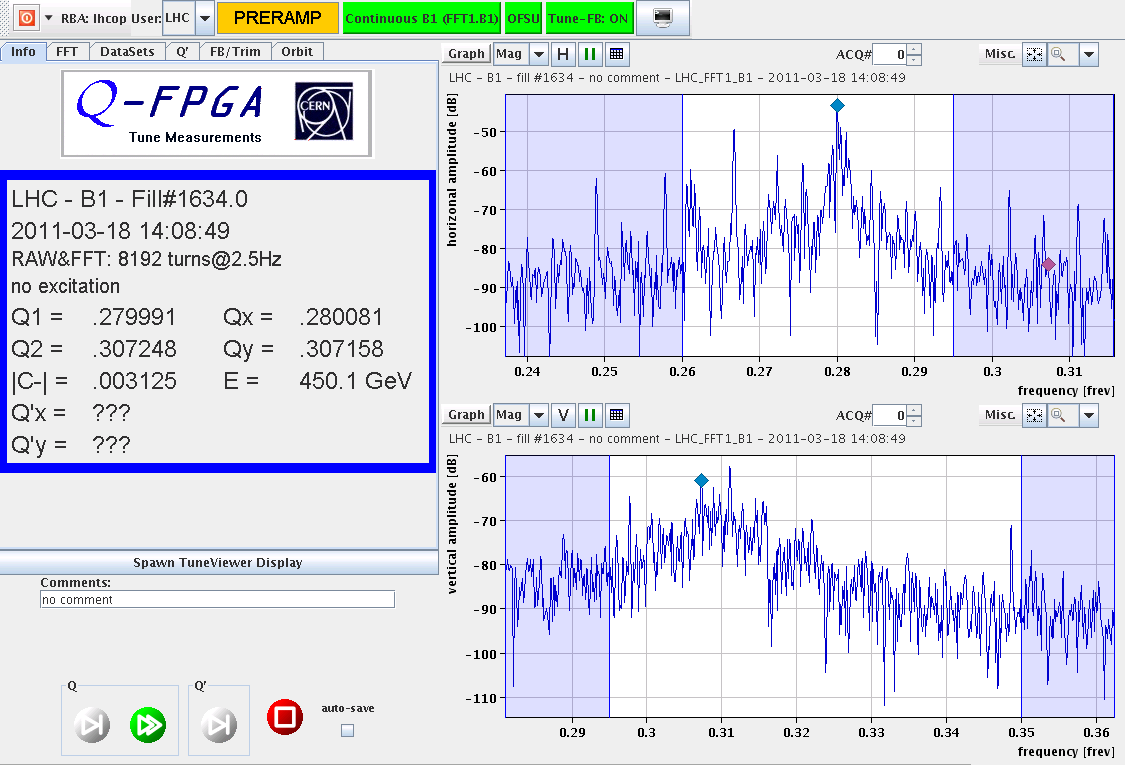 RBA: lhcop User: LHC PRERAMP Continuous B1 (FFT1.B1) OFSU Tune-FB: ON
Info FFT DataSets Q' FB/Trim Orbit
Q-FPGA
Tune Measurements
CERN
LHC - B1 - Fill#1634.0
2011-03-18 14:08:49
RAW&FFT: 8192 turns@2.5Hz
no excitation
Q1 = .279991 Qx = .280081
Q2 = .307248 Qy = .307158
|C-| = .003125 E = 450.1 GeV
Q'x = ???
Q'y = ???
Spawn TuneViewer Display
Comments:
no comment
Q Q'
auto-save
Graph Mag H ACQ# 0 Misc.
LHC - B1 - fill #1634 - no comment - LHC_FFT1_B1 - 2011-03-18 14:08:49
horizonal amplitude [dB]
-50
-60
-70
-80
-90
-100
0.24 0.25 0.26 0.27 0.28 0.29 0.3 0.31
frequency [frev]
Graph Mag V ACQ# 0 Misc.
LHC - B1 - fill #1634 - no comment - LHC_FFT1_B1 - 2011-03-18 14:08:49
vertical amplitude [dB]
-60
-70
-80
-90
-100
-110
0.29 0.3 0.31 0.32 0.33 0.34 0.35 0.36
frequency [frev]